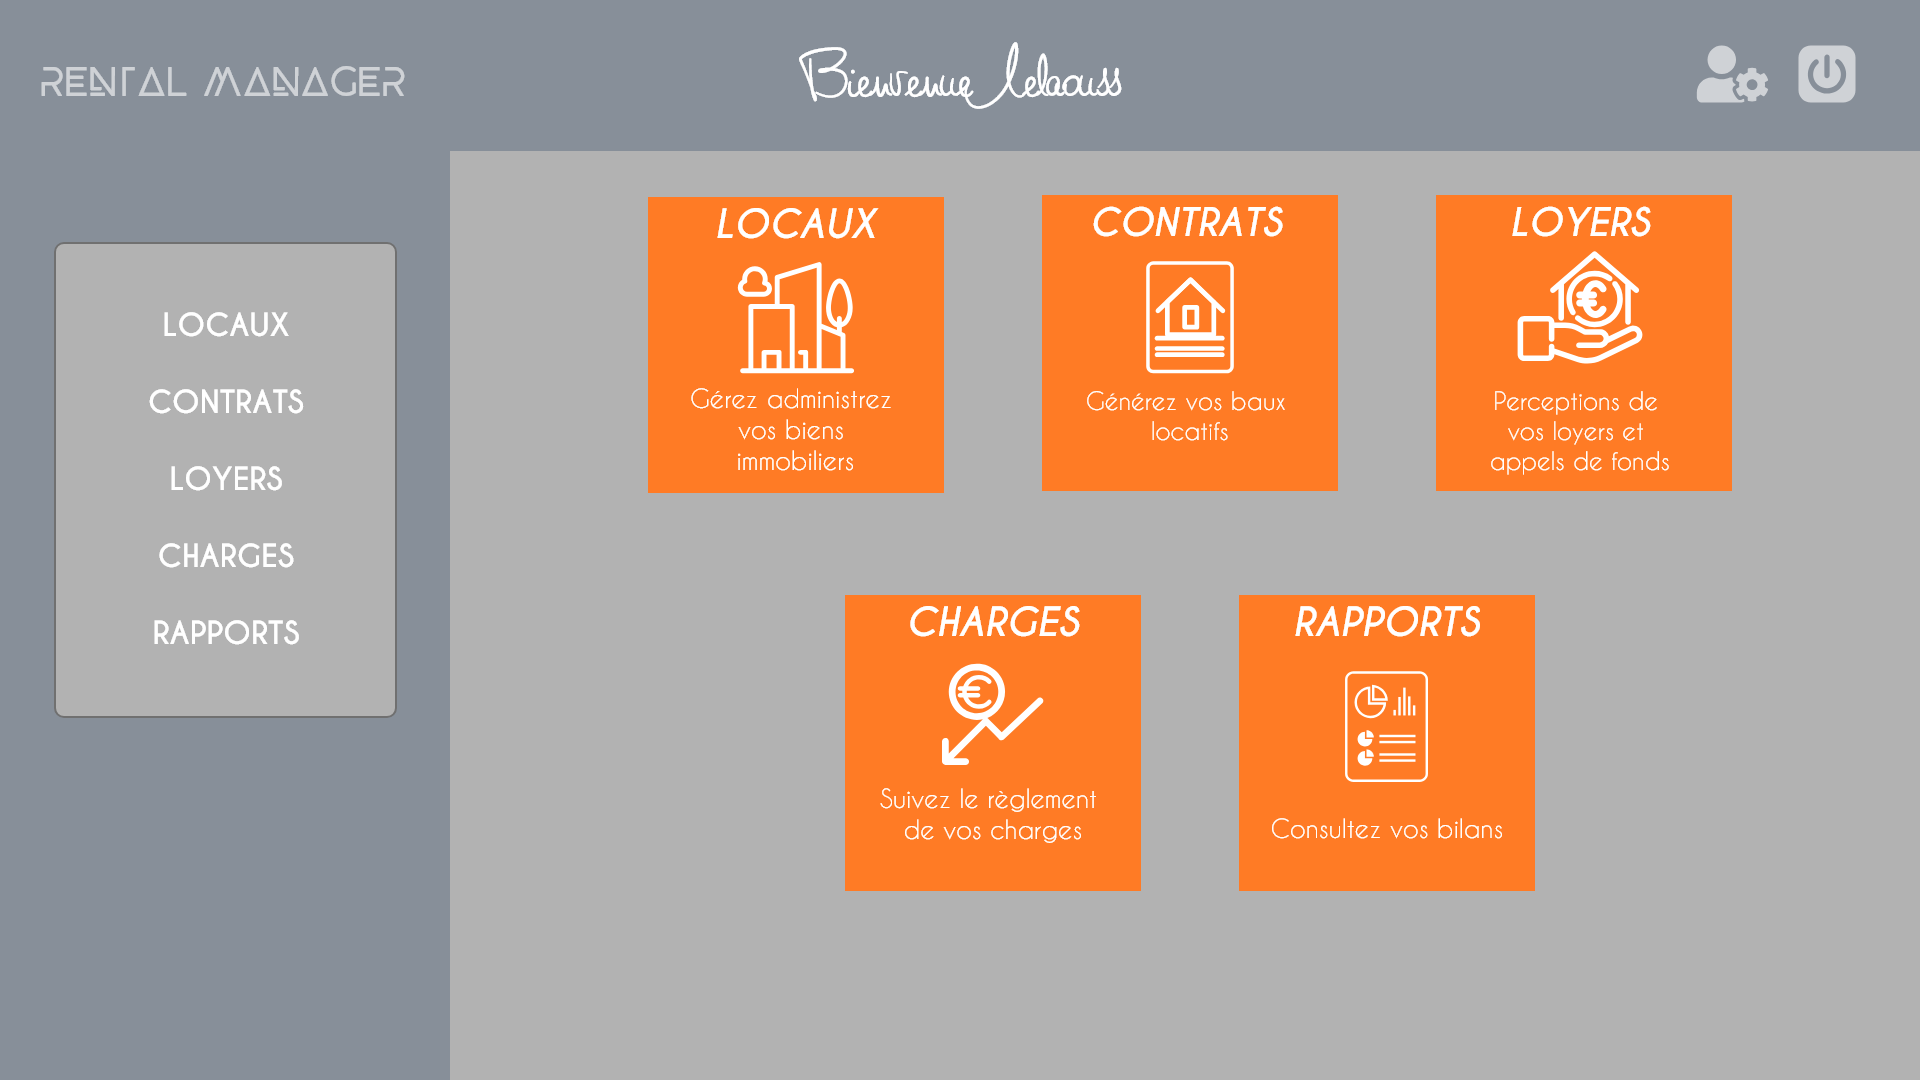 RENTAL MANAGER
Bienvenue lelaouss
LOCAUX
CONTRATS
LOYERS
CHARGES
RAPPORTS
LOCAUX
Gérez administrez
vos biens
immobiliers
CONTRATS
Générez vos baux
locatifs
LOYERS
Perceptions de
vos loyers et
appels de fonds
CHARGES
Suivez le règlement
de vos charges
RAPPORTS
Consultez vos bilans